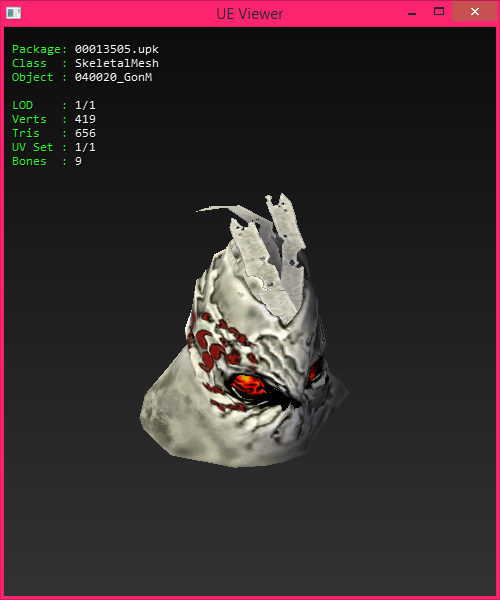 UE Viewer
Package: 00013505.upk
Class : SkeletalMesh
Object : 040020_GonM
LOD : 1/1
Verts : 419
Tris : 656
UV Set : 1/1
Bones : 9